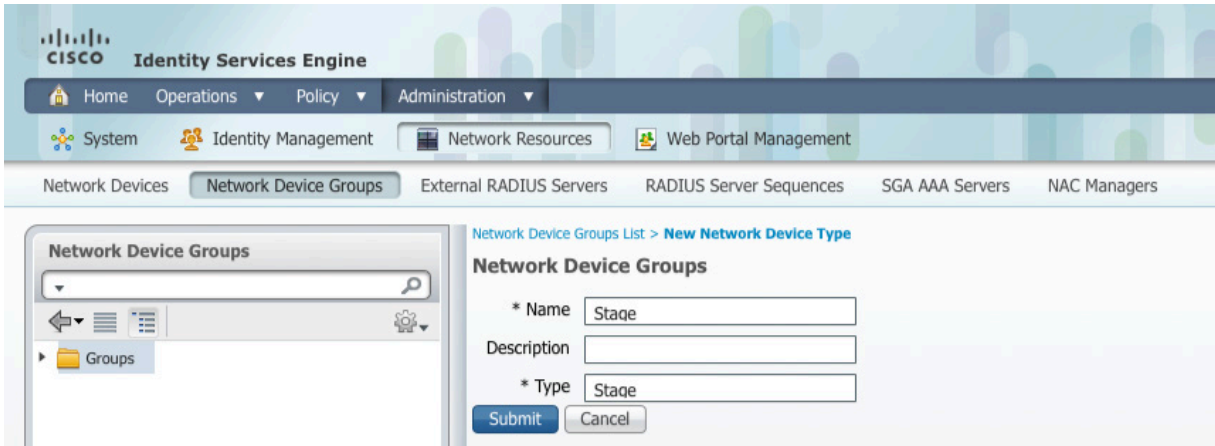 CISCO Identity Services Engine
Home Operations Policy Administration
System Identity Management Network Resources Web Portal Management
Network Devices Network Device Groups External RADIUS Servers RADIUS Server Sequences SGA AAA Servers NAC Managers
Network Device Groups
Groups
Network Device Groups List > New Network Device Type
Network Device Groups
* Name Stage
Description
* Type Stage
Submit Cancel